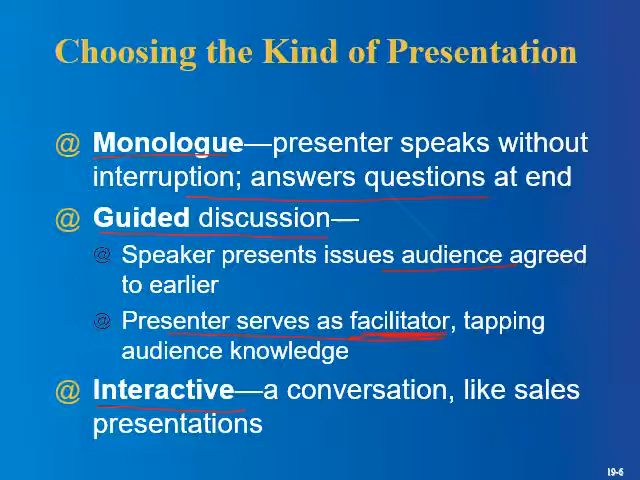 Choosing the Kind of Presentation
@ Monologue—presenter speaks without
interruption; answers questions at end
@ Guided discussion—
@ Speaker presents issues audience agreed
to earlier
@ Presenter serves as facilitator, tapping
audience knowledge
@ Interactive—a conversation, like sales
presentations
19-6